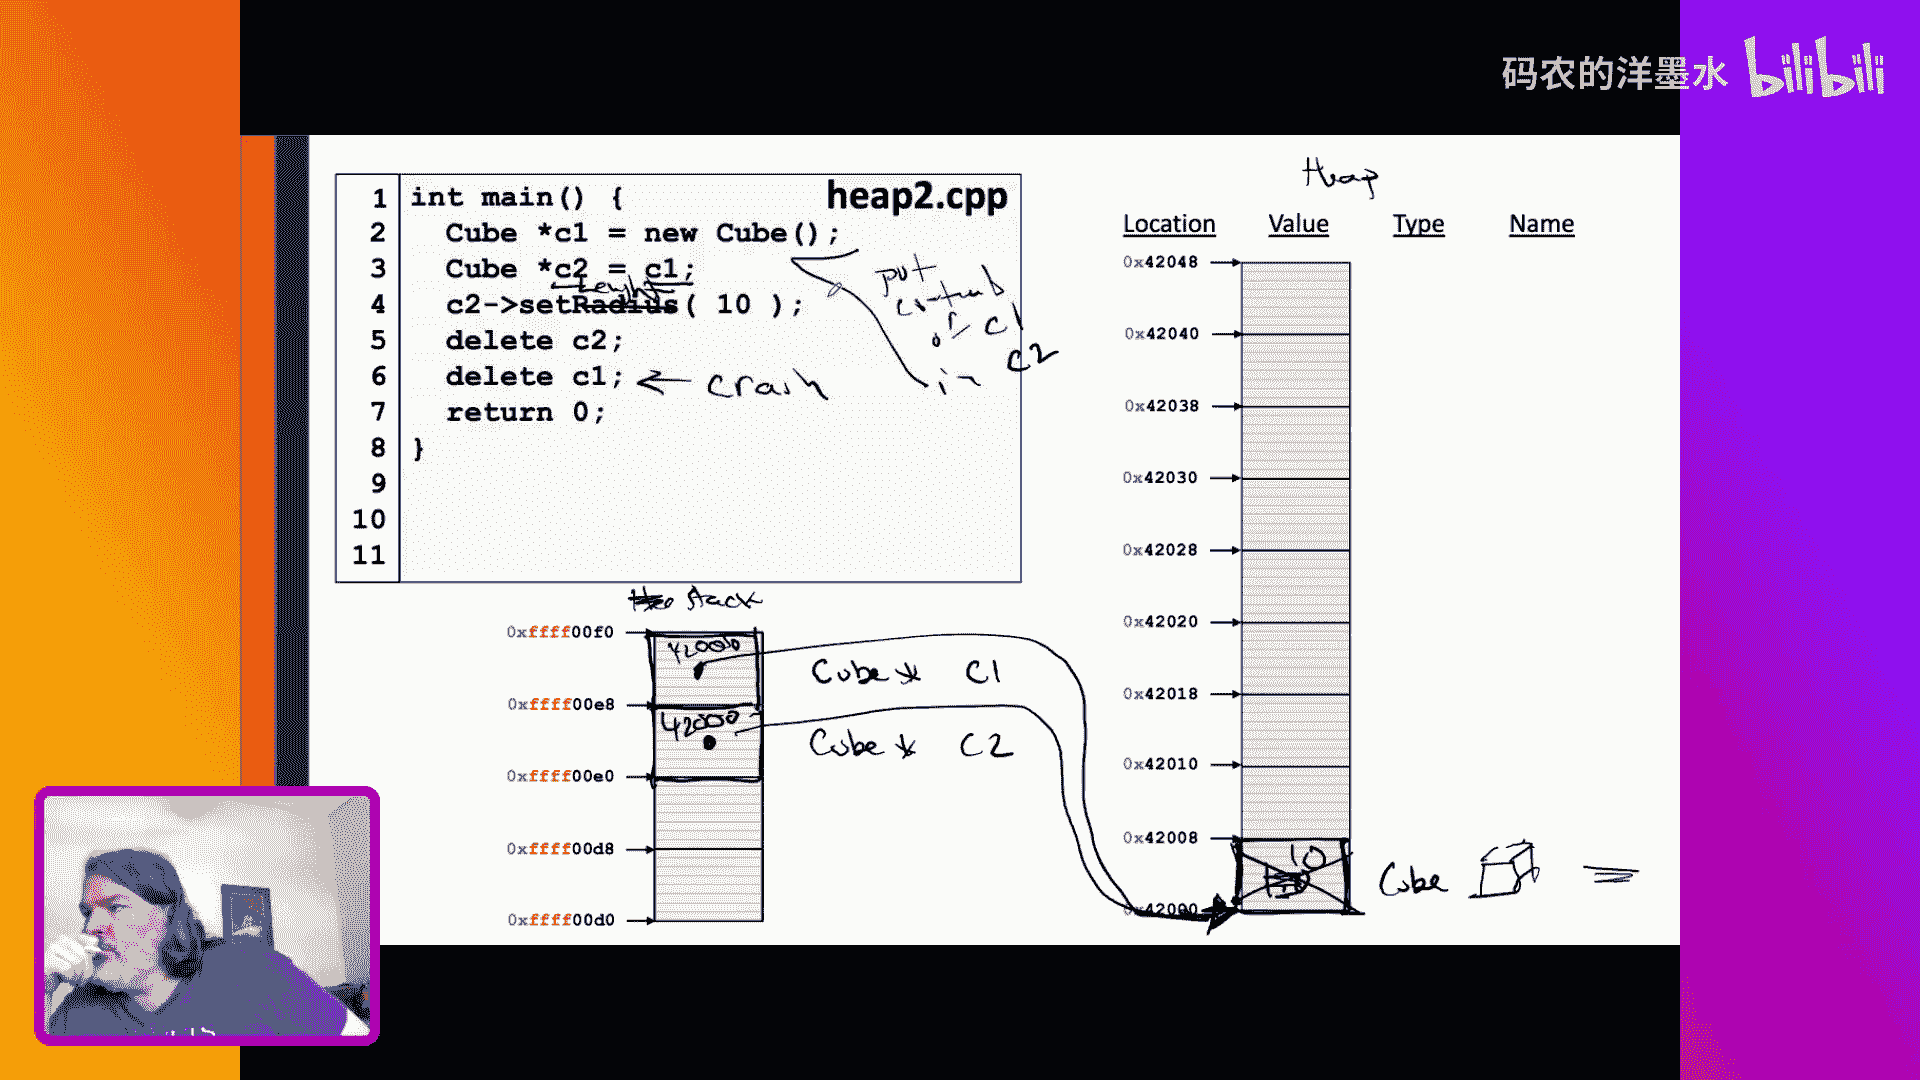 码农的洋墨水 bilibili
heap2.cpp
1 int main() {
2 Cube *c1 = new Cube();
3 Cube *c2 = c1;
4 c2->setRadius( 10 );
5 delete c2;
6 delete c1; ← crash
7 return 0;
8 }
9
10
11
put
of c1
in c2
Heap
Location Value Type Name
0x42048
0x42040
0x42038
0x42030
0x42028
0x42020
0x42018
0x42010
0x42008
10 Cube
0x42000
Stack
0xffff00f0
42000 Cube* C1
0xffff00e8
42000 Cube* C2
0xffff00e0
0xffff00d8
0xffff00d0